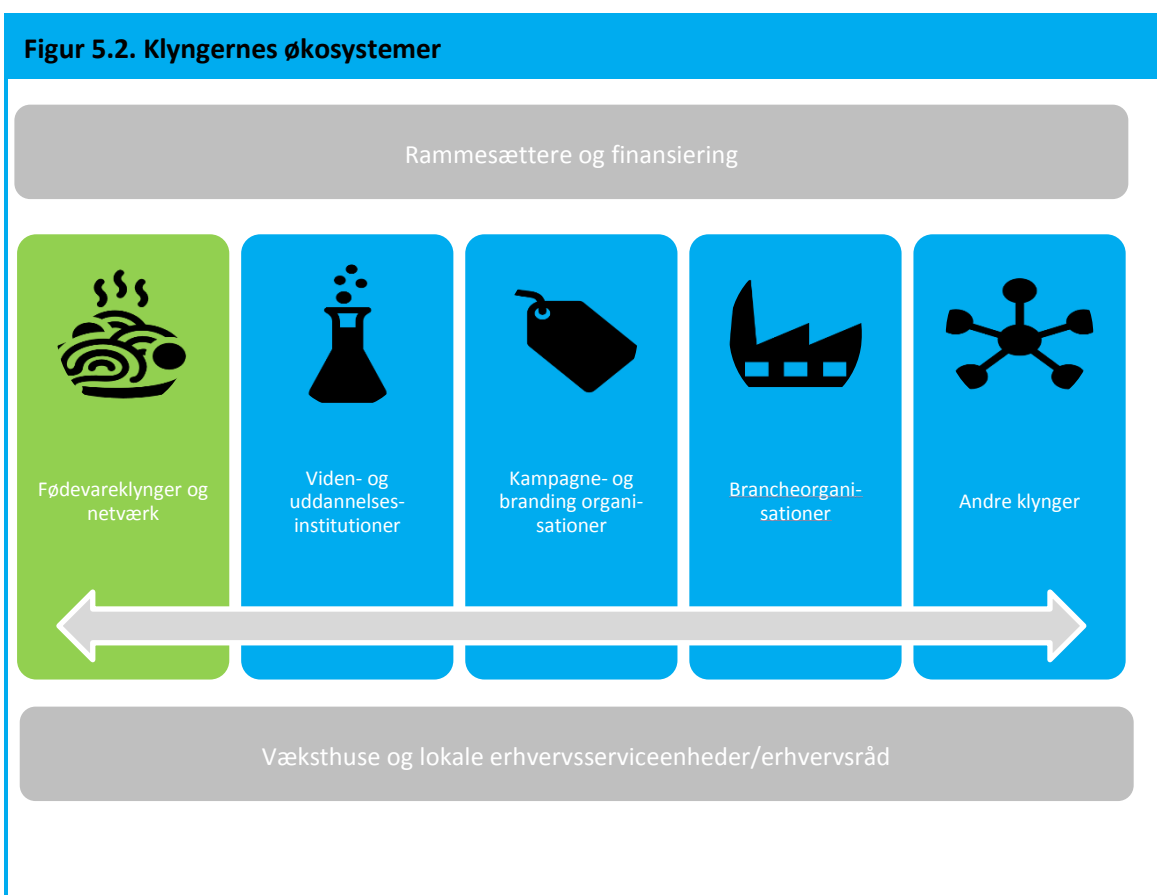 Figur 5.2. Klyngernes økosystemer
Rammesættere og finansiering
Fødevareklynger og
netværk
Viden- og
uddannelses-
institutioner
Kampagne- og
branding organi-
sationer
Brancheorgani-
sationer
Andre klynger
Væksthuse og lokale erhvervsserviceenheder/erhvervsråd